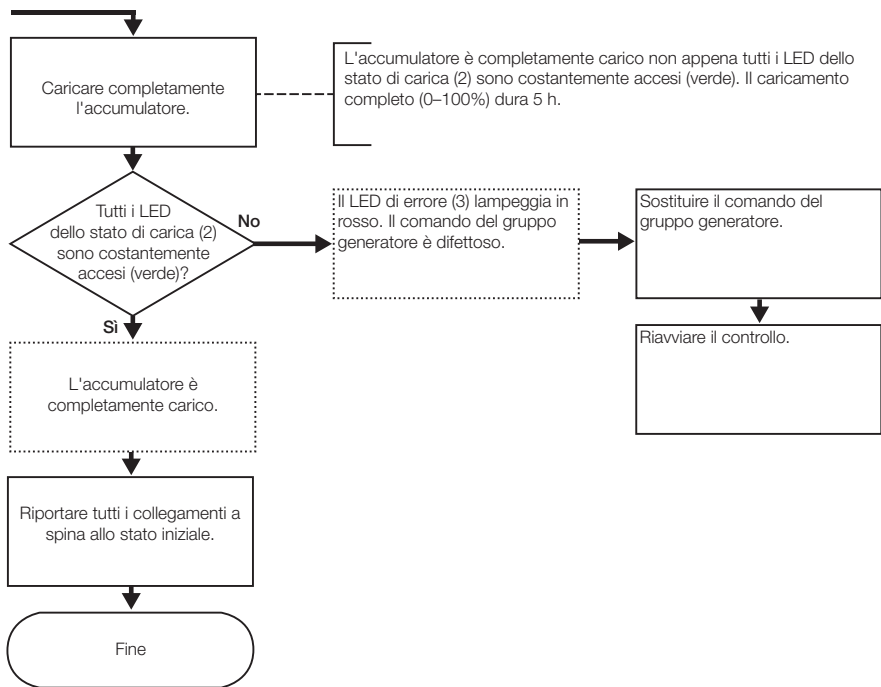 Caricare completamente
l'accumulatore.
L'accumulatore è completamente carico non appena tutti i LED dello
stato di carica (2) sono costantemente accesi (verde). Il caricamento
completo (0–100%) dura 5 h.
Tutti i LED
dello stato di carica (2)
sono costantemente
accesi (verde)?
No
Il LED di errore (3) lampeggia in
rosso. Il comando del gruppo
generatore è difettoso.
Sostituire il comando del
gruppo generatore.
Riavviare il controllo.
Sì
L'accumulatore è
completamente carico.
Riportare tutti i collegamenti a
spina allo stato iniziale.
Fine